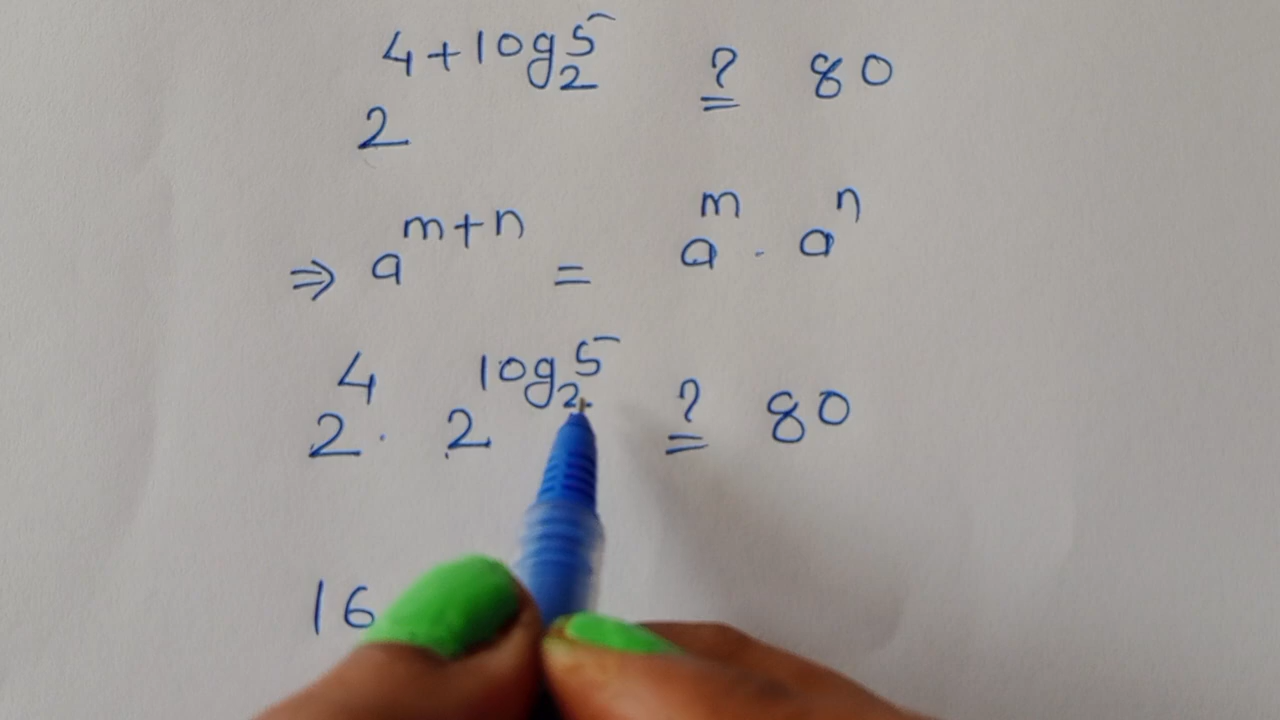 2^{4+log_2 5} ?= 80
⇒ a^{m+n} = a^m . a^n
2^4 . 2^{log_2 5} ?= 80
16